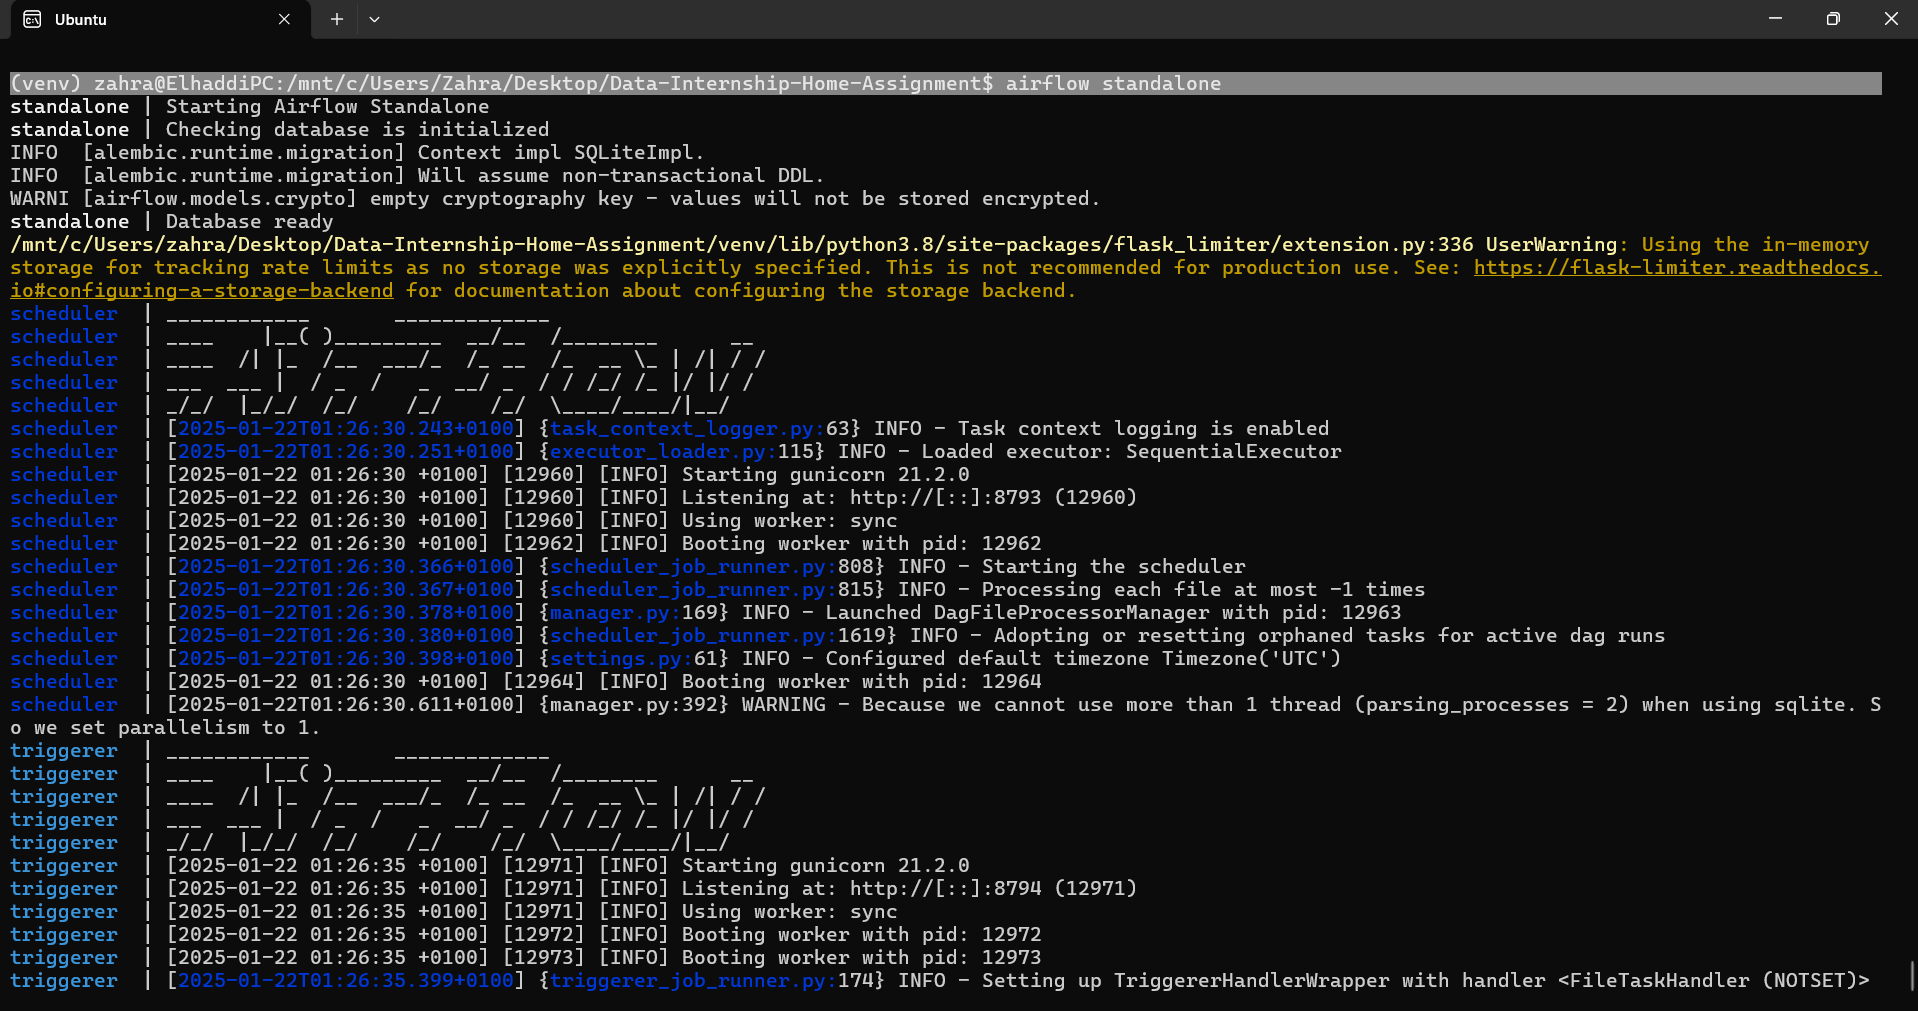 Ubuntu
(venv) zahra@ElhaddiPC:/mnt/c/Users/Zahra/Desktop/Data-Internship-Home-Assignment$ airflow standalone
standalone | Starting Airflow Standalone
standalone | Checking database is initialized
INFO  [alembic.runtime.migration] Context impl SQLiteImpl.
INFO  [alembic.runtime.migration] Will assume non-transactional DDL.
WARNI [airflow.models.crypto] empty cryptography key - values will not be stored encrypted.
standalone | Database ready
/mnt/c/Users/zahra/Desktop/Data-Internship-Home-Assignment/venv/lib/python3.8/site-packages/flask_limiter/extension.py:336 UserWarning: Using the in-memory
storage for tracking rate limits as no storage was explicitly specified. This is not recommended for production use. See: https://flask-limiter.readthedocs.
io#configuring-a-storage-backend for documentation about configuring the storage backend.
scheduler  | ____________       _____________
scheduler  | ____    |__( )_________  __/__  /________      __
scheduler  | ____  /| |_  /__  ___/_  /_ __  /_  __ \_ | /| / /
scheduler  | ___  ___ |  / _  /   _  __/ _  / / /_/ /_ |/ |/ /
scheduler  | _/_/  |_/_/  /_/    /_/    /_/  \____/____/|__/
scheduler  | [2025-01-22T01:26:30.243+0100] {task_context_logger.py:63} INFO - Task context logging is enabled
scheduler  | [2025-01-22T01:26:30.251+0100] {executor_loader.py:115} INFO - Loaded executor: SequentialExecutor
scheduler  | [2025-01-22 01:26:30 +0100] [12960] [INFO] Starting gunicorn 21.2.0
scheduler  | [2025-01-22 01:26:30 +0100] [12960] [INFO] Listening at: http://[::]:8793 (12960)
scheduler  | [2025-01-22 01:26:30 +0100] [12960] [INFO] Using worker: sync
scheduler  | [2025-01-22 01:26:30 +0100] [12962] [INFO] Booting worker with pid: 12962
scheduler  | [2025-01-22T01:26:30.366+0100] {scheduler_job_runner.py:808} INFO - Starting the scheduler
scheduler  | [2025-01-22T01:26:30.367+0100] {scheduler_job_runner.py:815} INFO - Processing each file at most -1 times
scheduler  | [2025-01-22T01:26:30.378+0100] {manager.py:169} INFO - Launched DagFileProcessorManager with pid: 12963
scheduler  | [2025-01-22T01:26:30.380+0100] {scheduler_job_runner.py:1619} INFO - Adopting or resetting orphaned tasks for active dag runs
scheduler  | [2025-01-22T01:26:30.398+0100] {settings.py:61} INFO - Configured default timezone Timezone('UTC')
scheduler  | [2025-01-22 01:26:30 +0100] [12964] [INFO] Booting worker with pid: 12964
scheduler  | [2025-01-22T01:26:30.611+0100] {manager.py:392} WARNING - Because we cannot use more than 1 thread (parsing_processes = 2) when using sqlite. S
o we set parallelism to 1.
triggerer  | ____________       _____________
triggerer  | ____    |__( )_________  __/__  /________      __
triggerer  | ____  /| |_  /__  ___/_  /_ __  /_  __ \_ | /| / /
triggerer  | ___  ___ |  / _  /   _  __/ _  / / /_/ /_ |/ |/ /
triggerer  | _/_/  |_/_/  /_/    /_/    /_/  \____/____/|__/
triggerer  | [2025-01-22 01:26:35 +0100] [12971] [INFO] Starting gunicorn 21.2.0
triggerer  | [2025-01-22 01:26:35 +0100] [12971] [INFO] Listening at: http://[::]:8794 (12971)
triggerer  | [2025-01-22 01:26:35 +0100] [12971] [INFO] Using worker: sync
triggerer  | [2025-01-22 01:26:35 +0100] [12972] [INFO] Booting worker with pid: 12972
triggerer  | [2025-01-22 01:26:35 +0100] [12973] [INFO] Booting worker with pid: 12973
triggerer  | [2025-01-22T01:26:35.399+0100] {triggerer_job_runner.py:174} INFO - Setting up TriggererHandlerWrapper with handler <FileTaskHandler (NOTSET)>